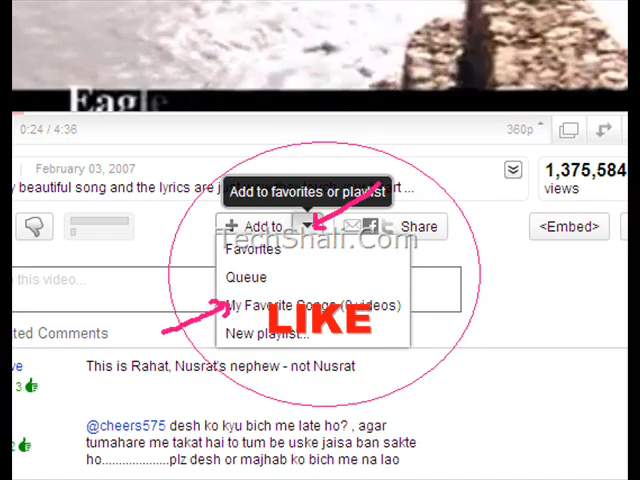 Eagle
0:24 / 4:36
360p
February 03, 2007
1,375,584
views
beautiful song and the lyrics are
Add to favorites or playlist
Add to
Share
<Embed>
TechShali.Com
Favorites
Queue
this video...
My Favorite Songs (0 videos)
LIKE
New playlist...
ted Comments
ve
This is Rahat, Nusrat's nephew - not Nusrat
3
@cheers575 desh ko kyu bich me late ho? , agar
2
tumahare me takat hai to tum be uske jaisa ban sakte
ho....................plz desh or majhab ko bich me na lao